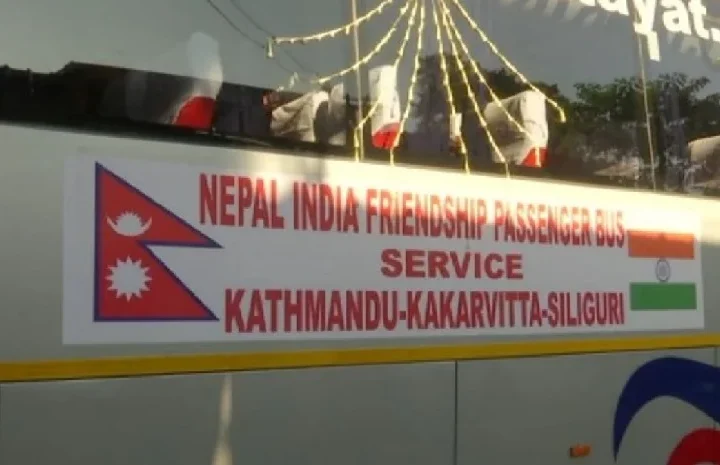 NEPAL INDIA FRIENDSHIP PASSENGER BUS
SERVICE
KATHMANDU-KAKARVITTA-SILIGURI